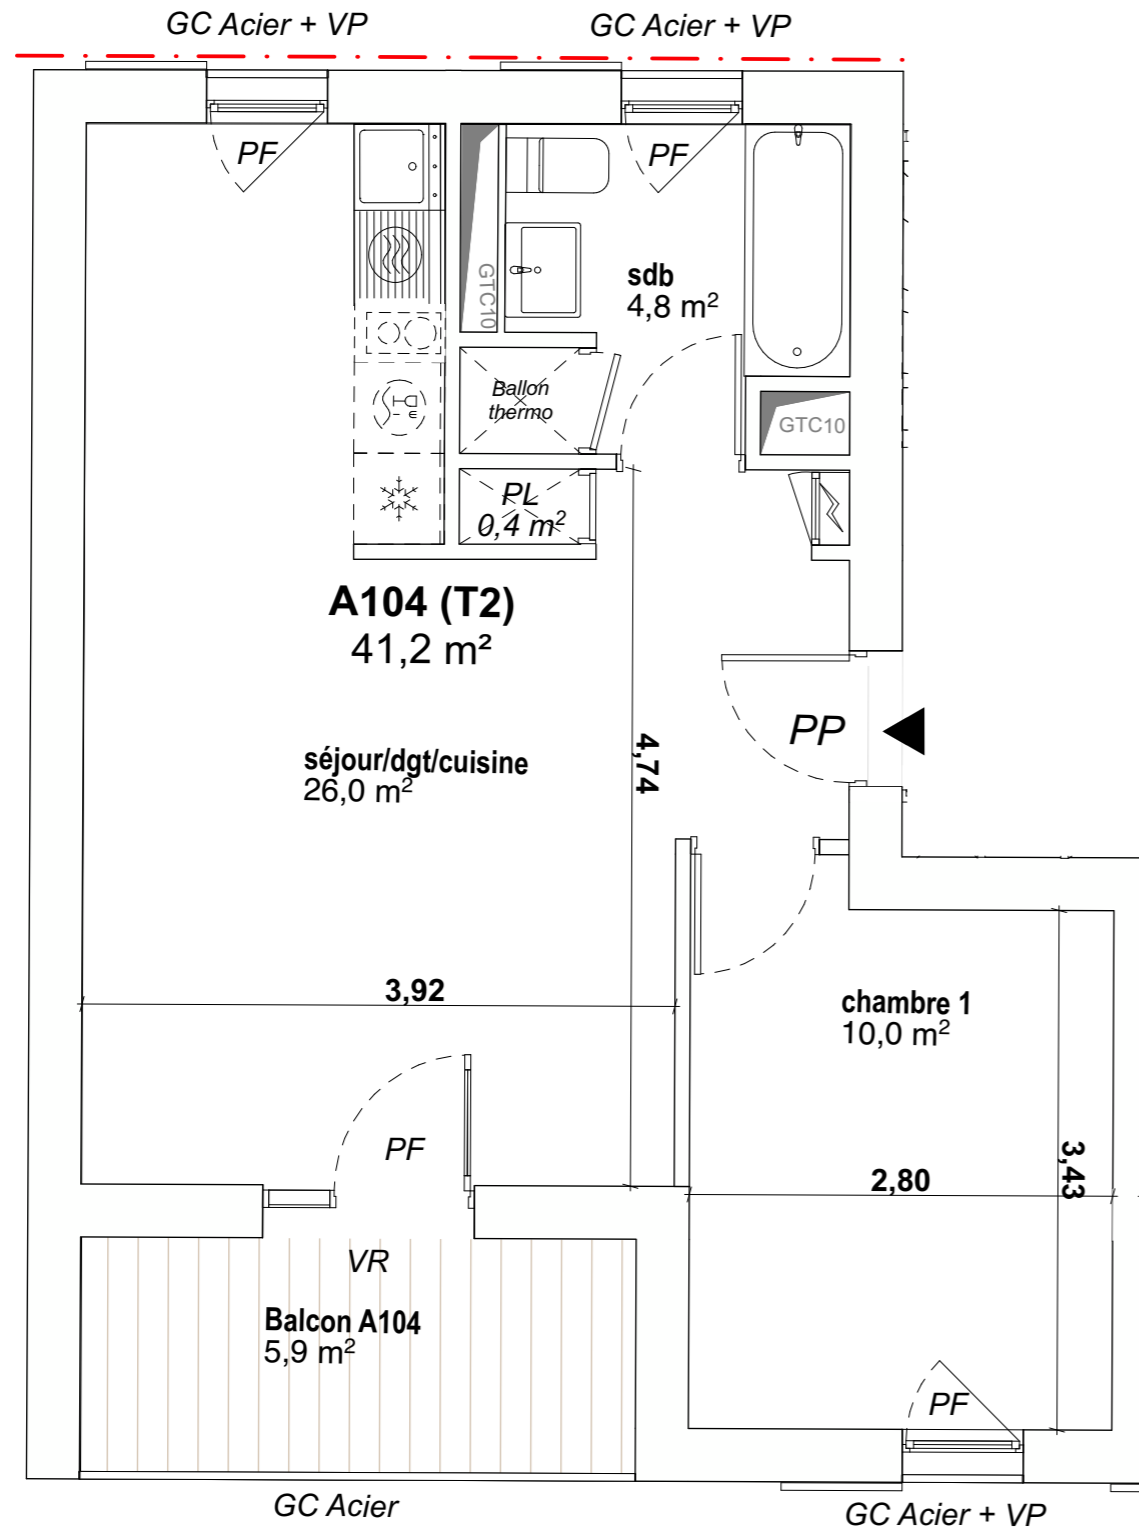 GC Acier + VP
GC Acier + VP
PF
PF
GTC10
sdb
4,8 m²
Ballon
thermo
GTC10
PL
0,4 m²
A104 (T2)
41,2 m²
PP
séjour/dgt/cuisine
26,0 m²
4,74
3,92
chambre 1
10,0 m²
PF
3,43
2,80
VR
Balcon A104
5,9 m²
PF
GC Acier
GC Acier + VP